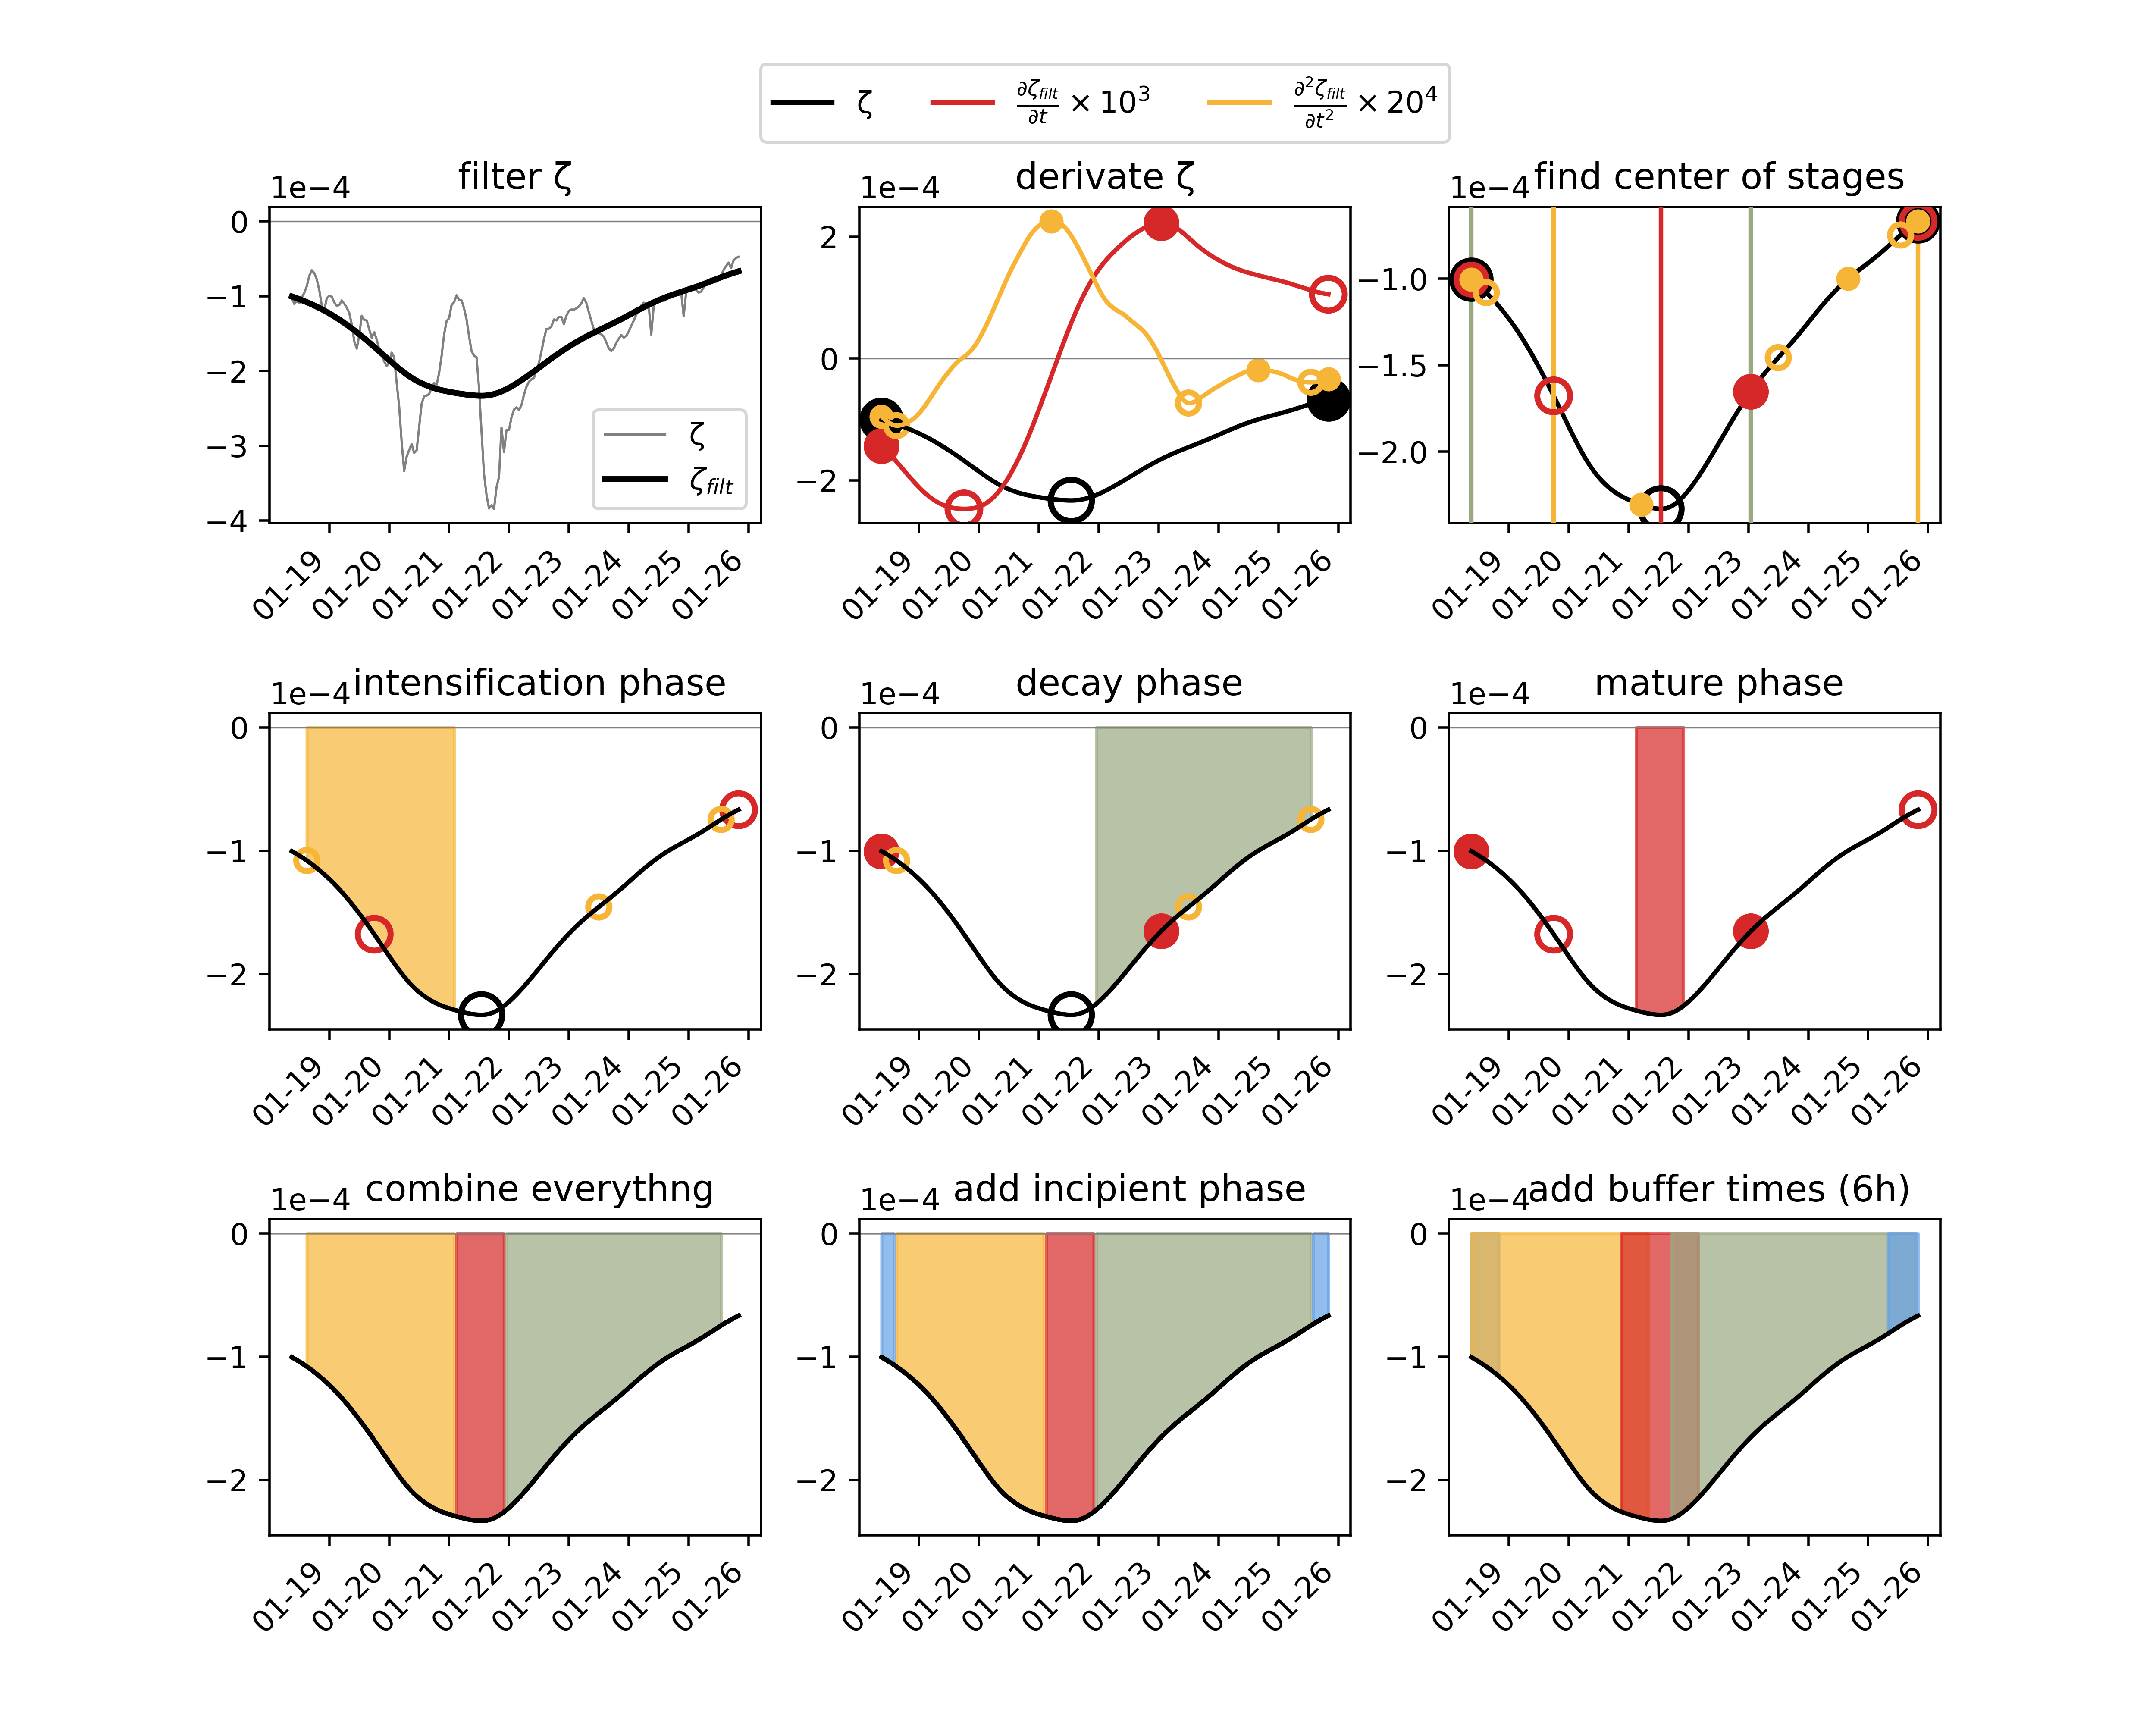 ζ ∂ζfilt/∂t × 10³ ∂²ζfilt/∂t² × 20⁴
filter ζ derivate ζ find center of stages
1e−4 1e−4 1e−4
0
−1
−2
−3
−4
ζ
ζfilt
2
0
−2
−1.0
−1.5
−2.0
01-19 01-20 01-21 01-22 01-23 01-24 01-25 01-26
01-19 01-20 01-21 01-22 01-23 01-24 01-25 01-26
01-19 01-20 01-21 01-22 01-23 01-24 01-25 01-26
intensification phase decay phase mature phase
1e−4 1e−4 1e−4
0
−1
−2
0
−1
−2
0
−1
−2
01-19 01-20 01-21 01-22 01-23 01-24 01-25 01-26
01-19 01-20 01-21 01-22 01-23 01-24 01-25 01-26
01-19 01-20 01-21 01-22 01-23 01-24 01-25 01-26
combine everythng add incipient phase add buffer times (6h)
1e−4 1e−4 1e−4
0
−1
−2
0
−1
−2
0
−1
−2
01-19 01-20 01-21 01-22 01-23 01-24 01-25 01-26
01-19 01-20 01-21 01-22 01-23 01-24 01-25 01-26
01-19 01-20 01-21 01-22 01-23 01-24 01-25 01-26